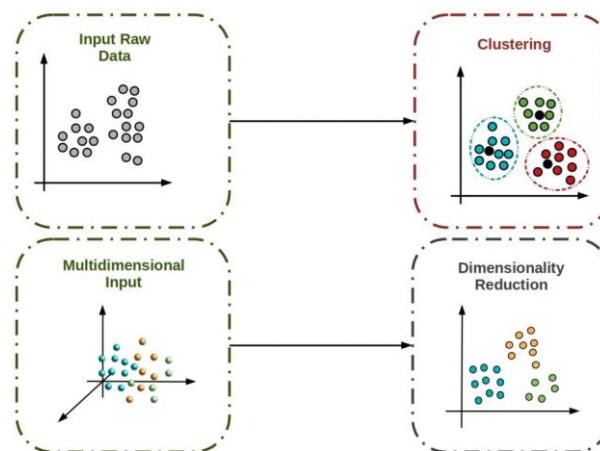 Input Raw
Data
Clustering
Multidimensional
Input
Dimensionality
Reduction